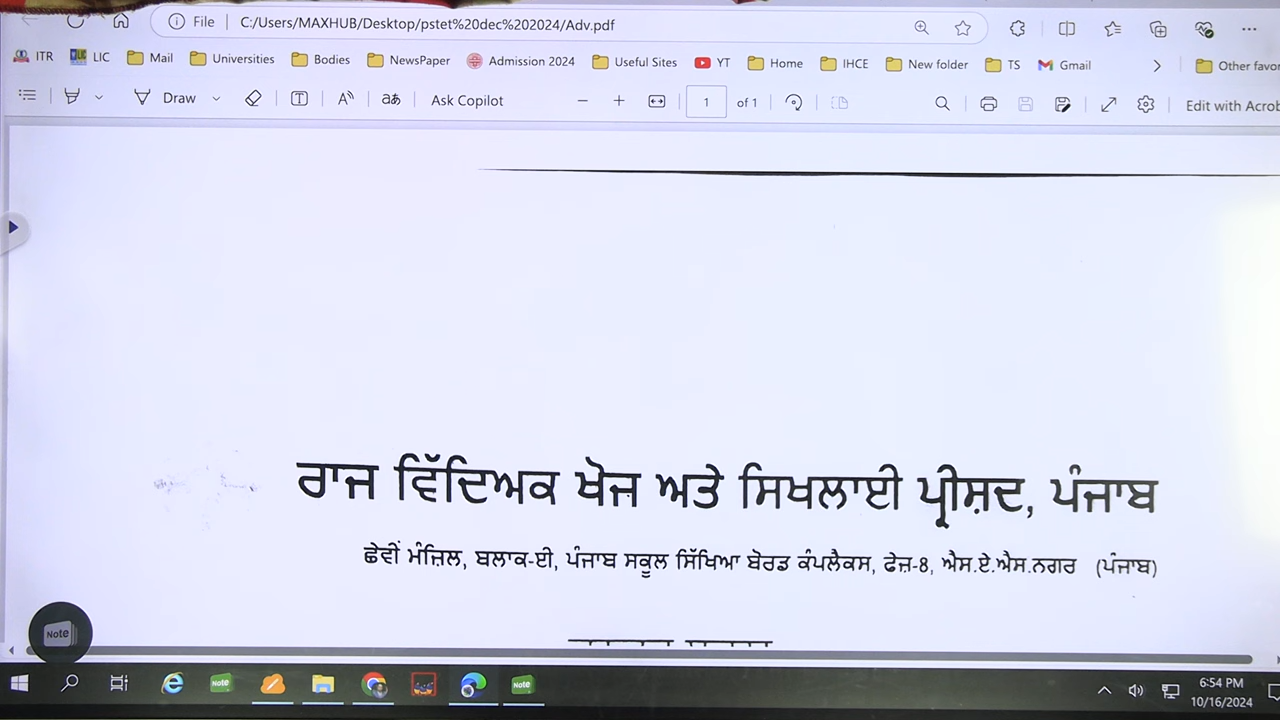 File C:/Users/MAXHUB/Desktop/pstet%20dec%202024/Adv.pdf
ITR LIC Mail Universities Bodies NewsPaper Admission 2024 Useful Sites YT Home IHCE New folder TS Gmail Other favor
Draw T A aあ Ask Copilot 1 of 1 Edit with Acrob
ਰਾਜ ਵਿੱਦਿਅਕ ਖੋਜ ਅਤੇ ਸਿਖਲਾਈ ਪ੍ਰੀਸ਼ਦ, ਪੰਜਾਬ
ਛੇਵੀਂ ਮੰਜ਼ਿਲ, ਬਲਾਕ-ਈ, ਪੰਜਾਬ ਸਕੂਲ ਸਿੱਖਿਆ ਬੋਰਡ ਕੰਪਲੈਕਸ, ਫੇਜ਼-8, ਐਸ.ਏ.ਐਸ.ਨਗਰ (ਪੰਜਾਬ)
Note
Note Note 6:54 PM
10/16/2024